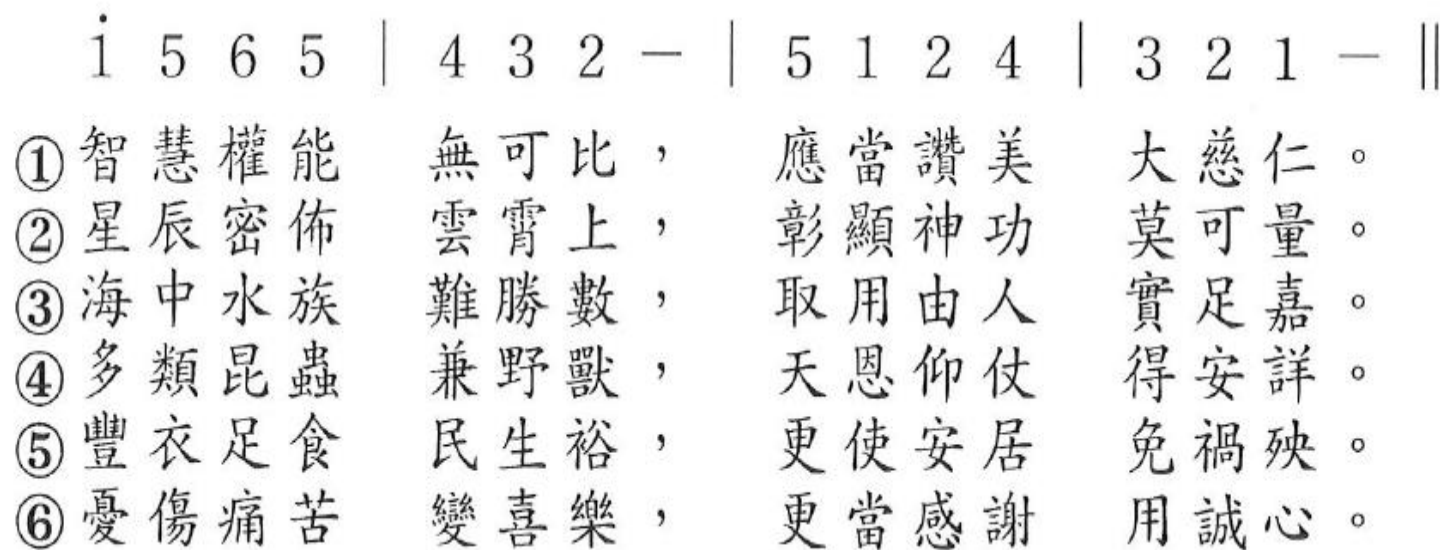 i̇ 5 6 5 | 4 3 2 — | 5 1 2 4 | 3 2 1 — ‖
①智慧權能 無可比， 應當讚美 大慈仁。
②星辰密佈 雲霄上， 彰顯神功 莫可量。
③海中水族 難勝數， 取用由人 實足嘉。
④多類昆蟲 兼野獸， 天恩仰仗 得安詳。
⑤豐衣足食 民生裕， 更使安居 免禍殃。
⑥憂傷痛苦 變喜樂， 更當感謝 用誠心。